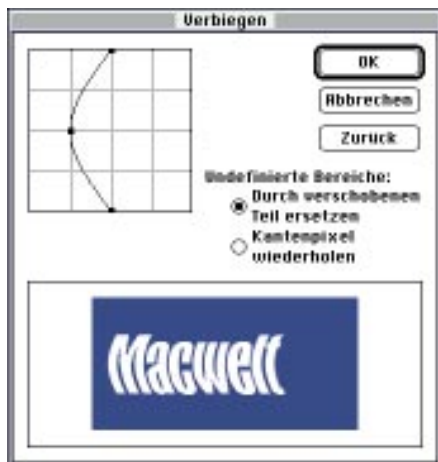 Verbiegen
OK
Abbrechen
Zurück
Undefinierte Bereiche:
Durch verschobenen
Teil ersetzen
Kantenpixel
wiederholen
Macwelt